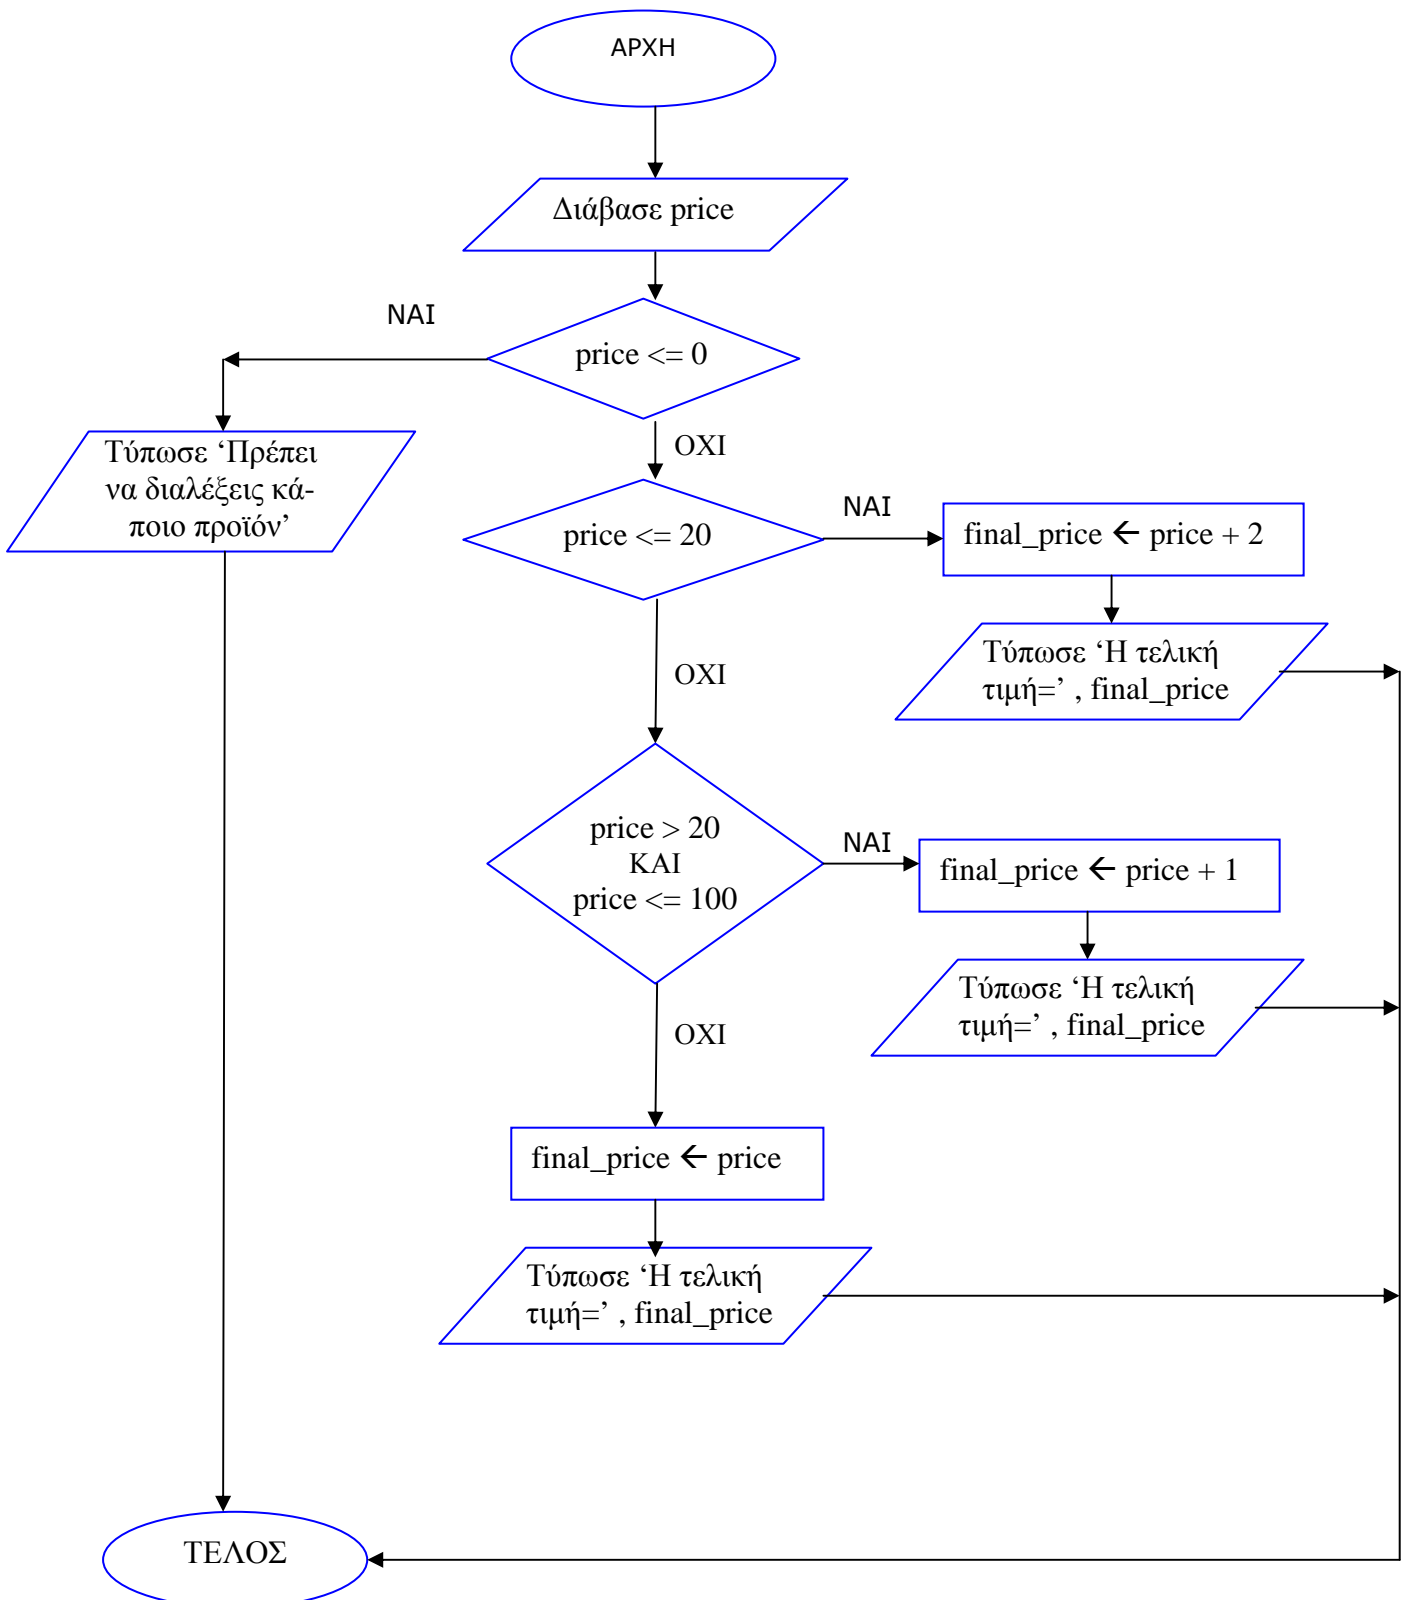 ΑΡΧΗ
Διάβασε price
ΝΑΙ
price <= 0
Τύπωσε ‘Πρέπει
να διαλέξεις κά-
ποιο προϊόν’
ΟΧΙ
price <= 20
ΝΑΙ
final_price ← price + 2
Τύπωσε ‘Η τελική
τιμή=’ , final_price
ΟΧΙ
price > 20
ΚΑΙ
price <= 100
ΝΑΙ
final_price ← price + 1
Τύπωσε ‘Η τελική
τιμή=’ , final_price
ΟΧΙ
final_price ← price
Τύπωσε ‘Η τελική
τιμή=’ , final_price
ΤΕΛΟΣ